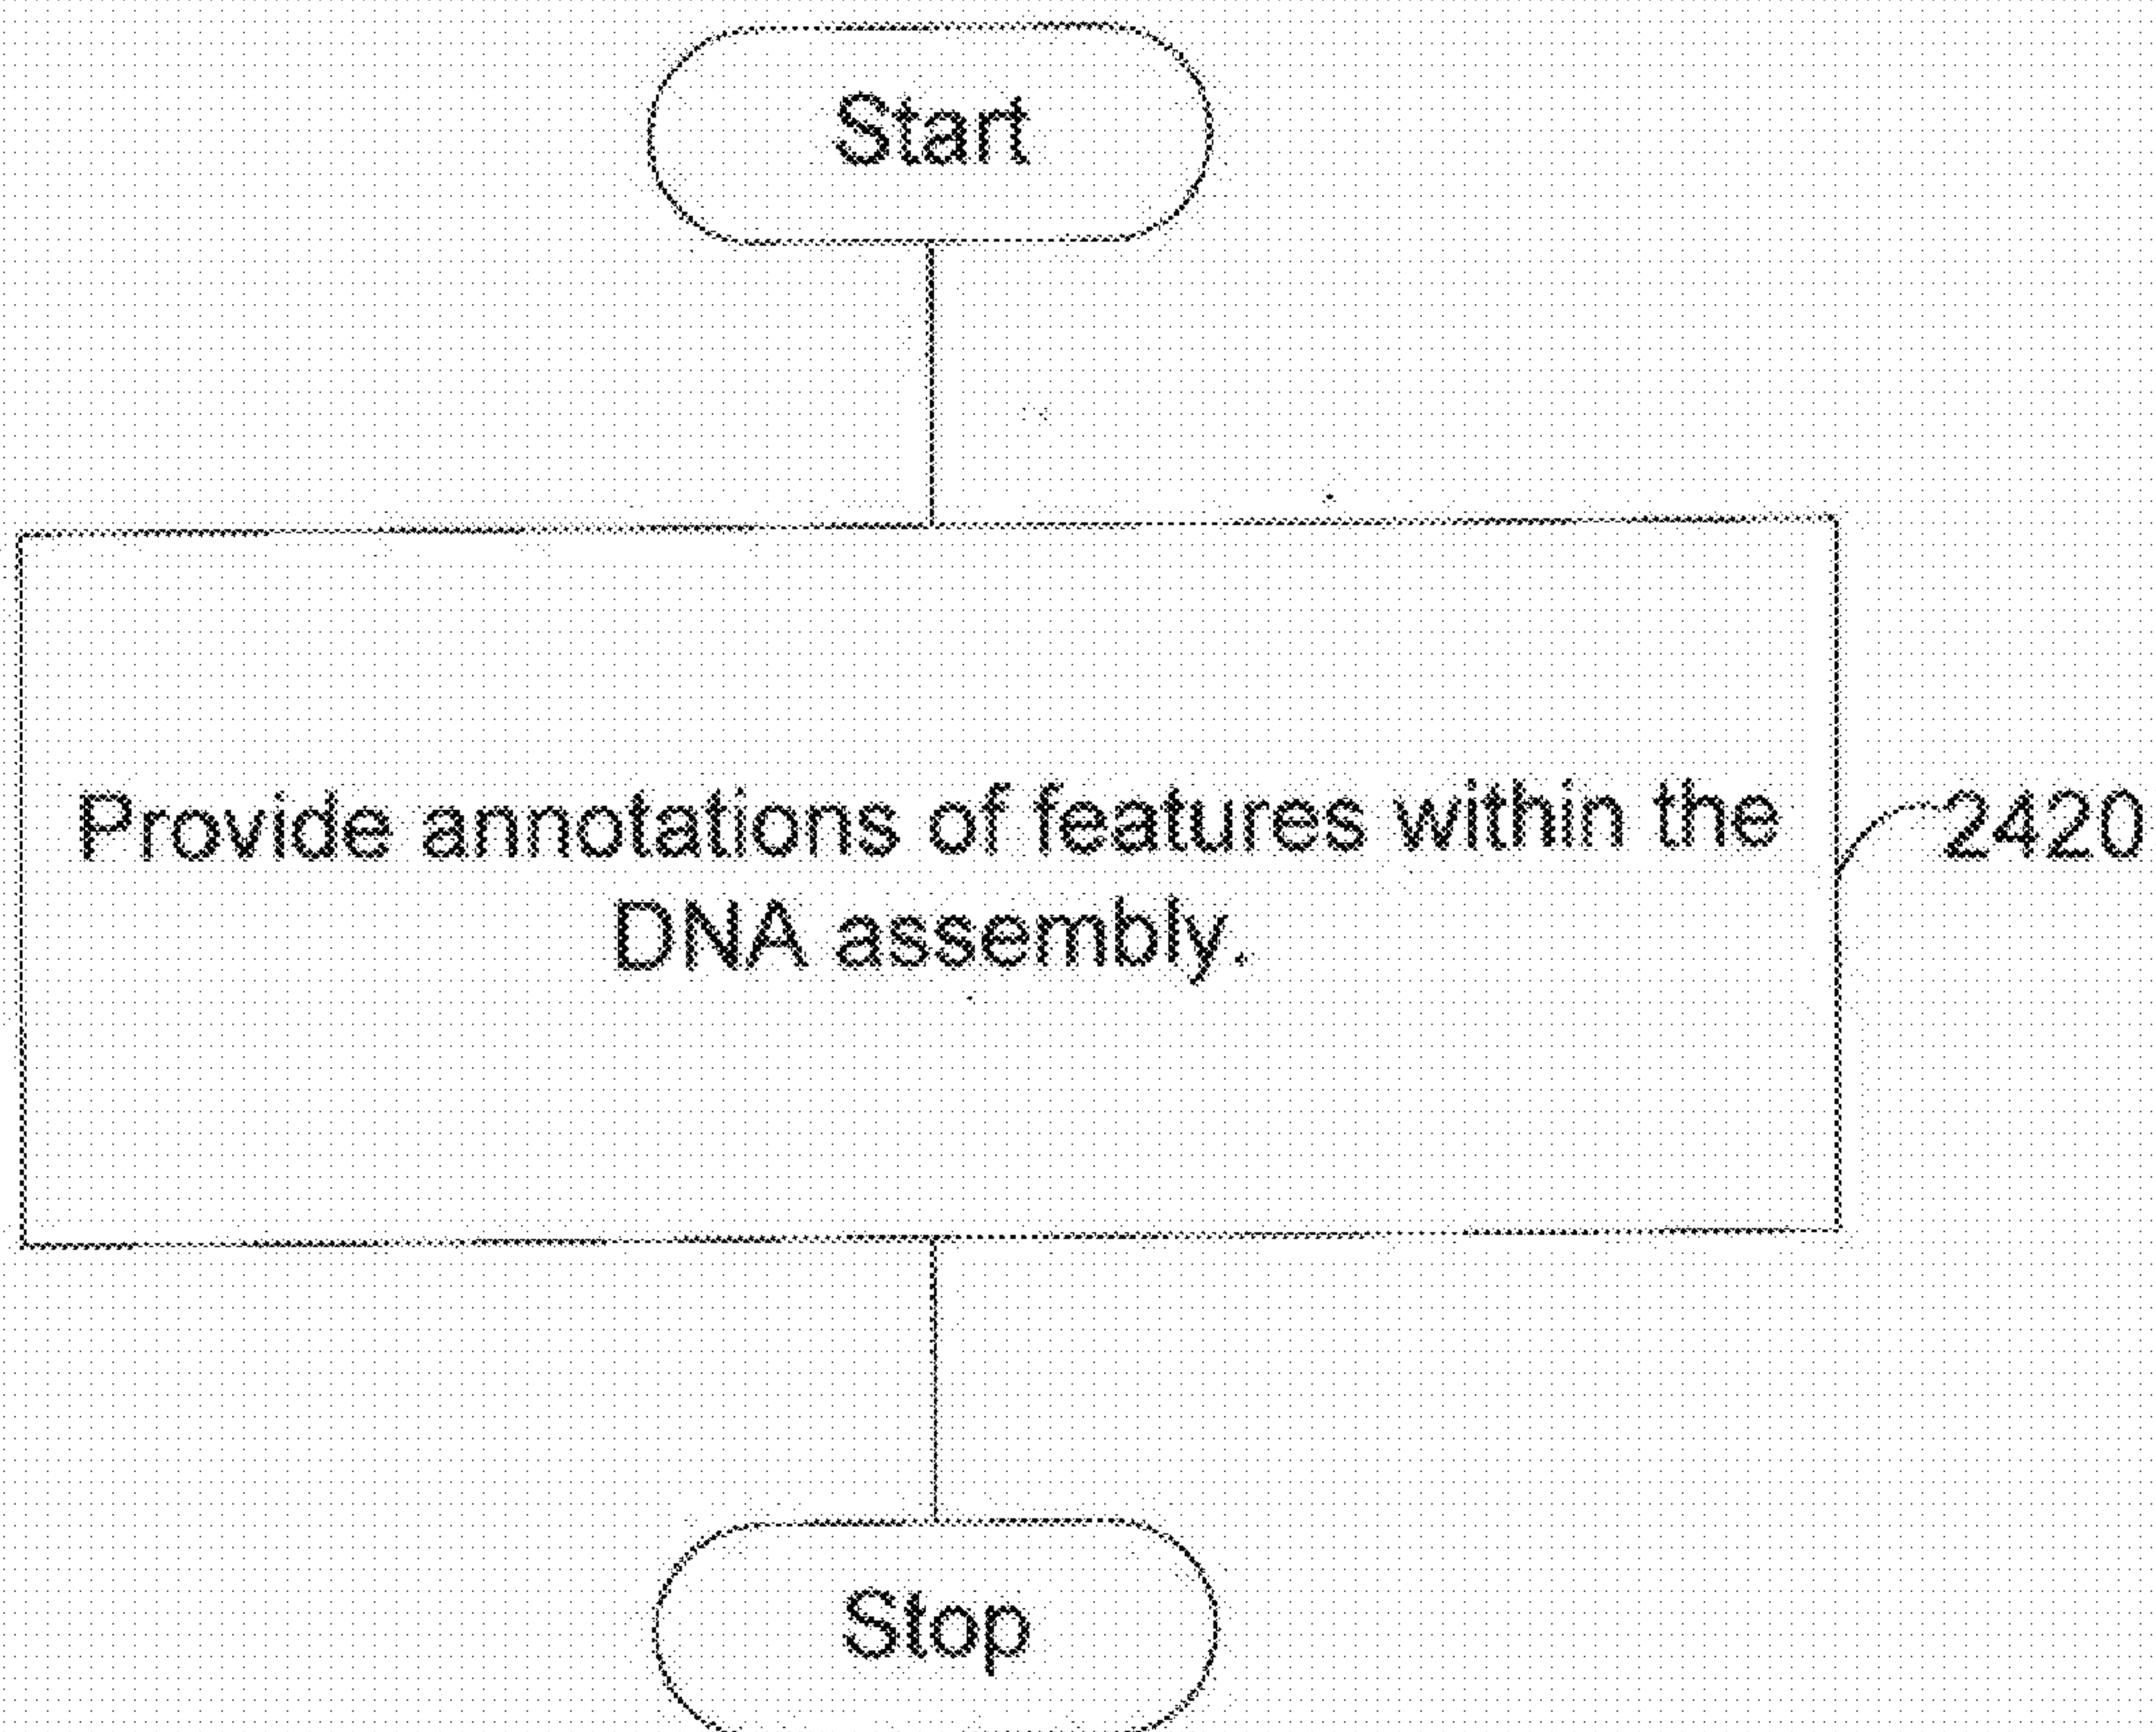 Start
Provide annotations of features within the
2420
DNA assembly.
Stop